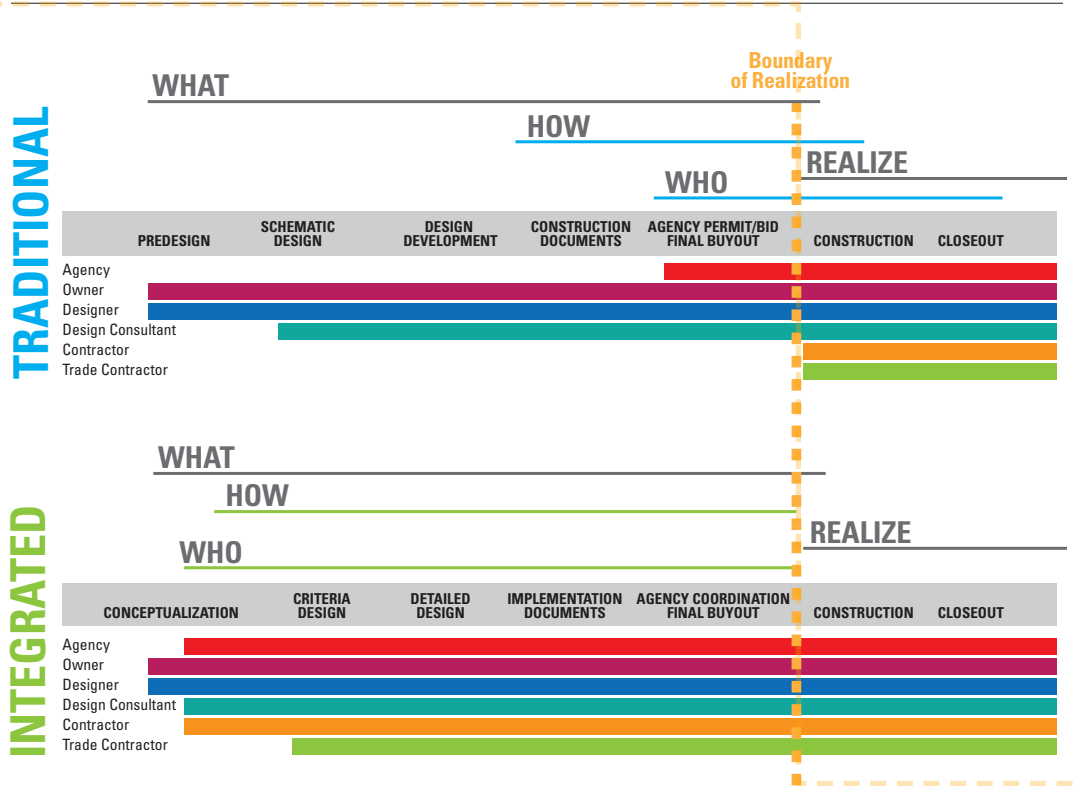 Boundary
of Realization
WHAT
HOW
REALIZE
WHO
TRADITIONAL
PREDESIGN
SCHEMATIC
DESIGN
DESIGN
DEVELOPMENT
CONSTRUCTION
DOCUMENTS
AGENCY PERMIT/BID
FINAL BUYOUT
CONSTRUCTION
CLOSEOUT
Agency
Owner
Designer
Design Consultant
Contractor
Trade Contractor
WHAT
HOW
REALIZE
WHO
INTEGRATED
CONCEPTUALIZATION
CRITERIA
DESIGN
DETAILED
DESIGN
IMPLEMENTATION
DOCUMENTS
AGENCY COORDINATION
FINAL BUYOUT
CONSTRUCTION
CLOSEOUT
Agency
Owner
Designer
Design Consultant
Contractor
Trade Contractor